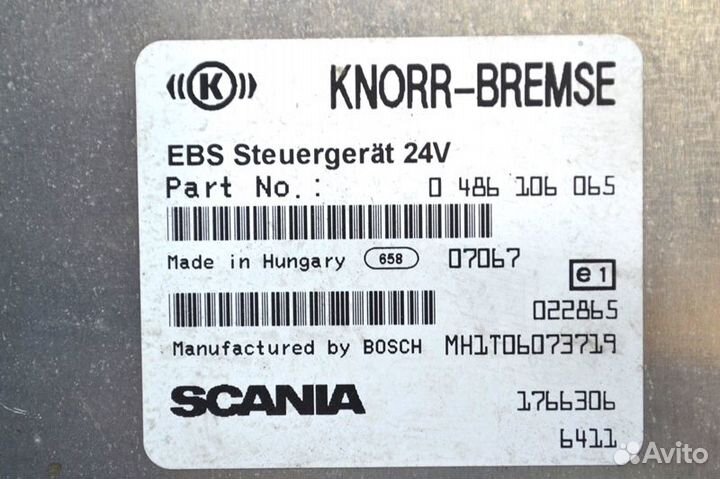 K KNORR-BREMSE
EBS Steuergerät 24V
Part No.: 0 486 106 065
Made in Hungary 658 07067 e1
022865
Manufactured by BOSCH MH1T06073719
SCANIA 1766306
6411
Avito